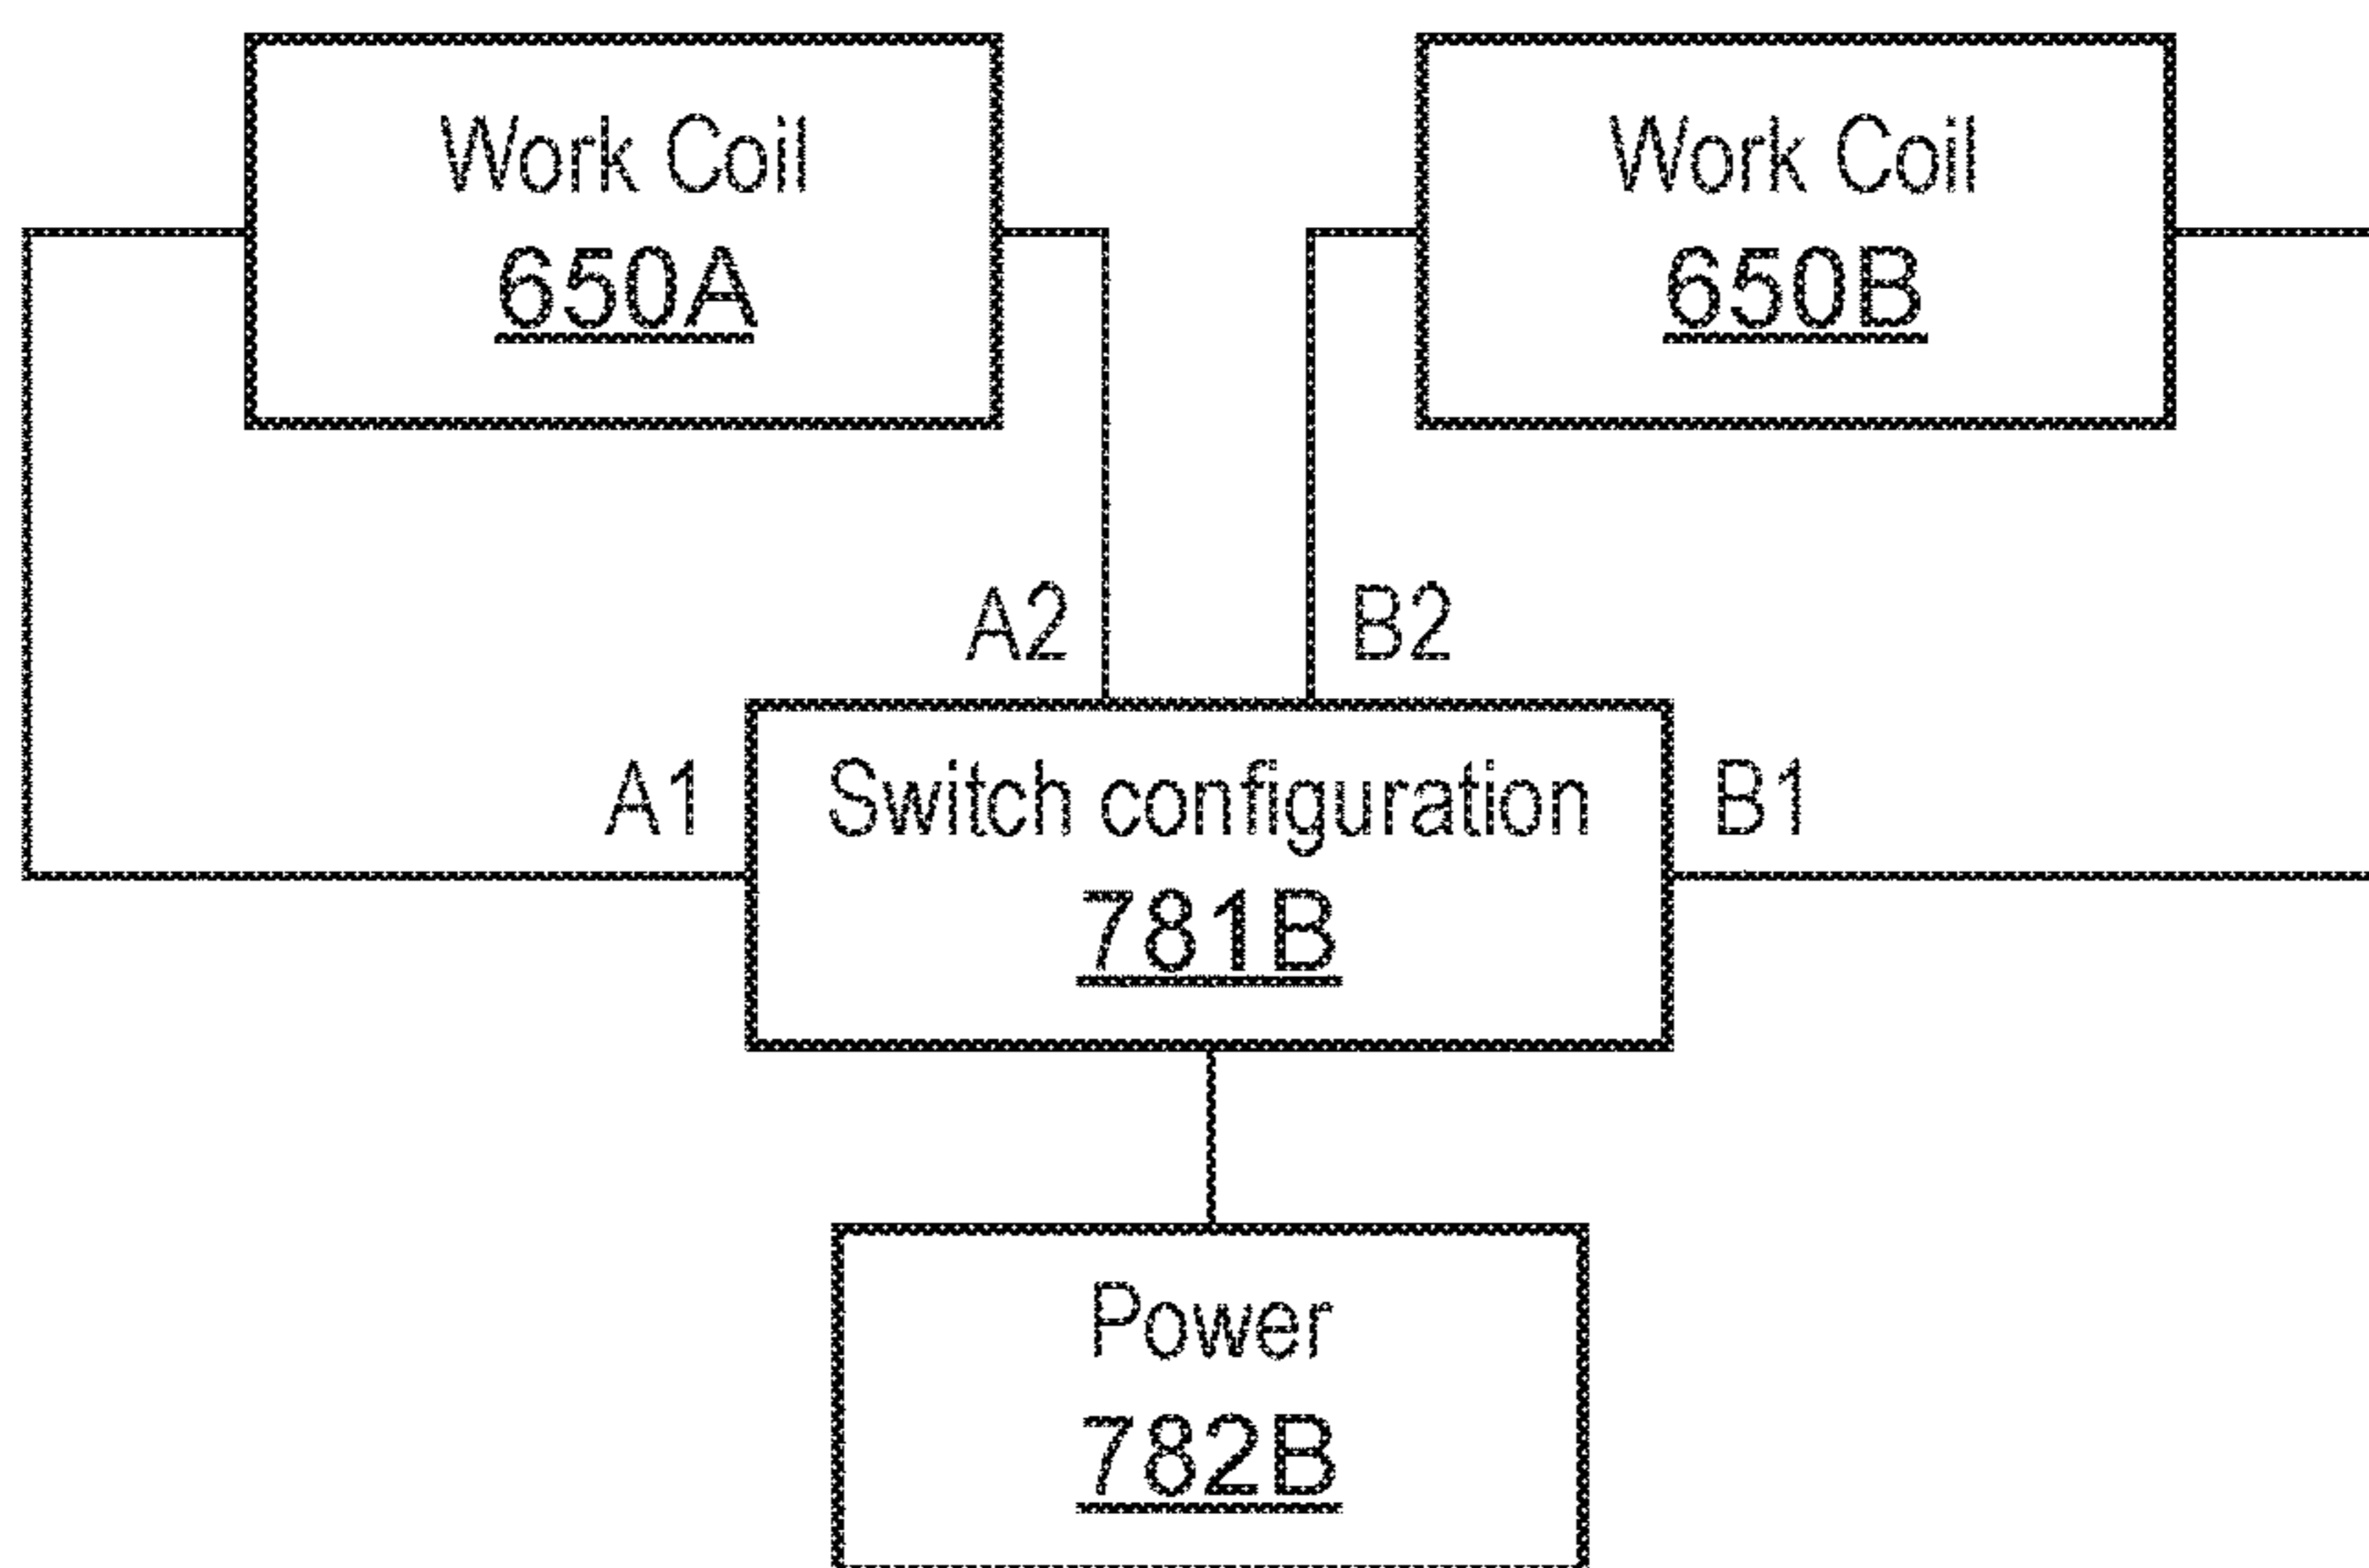 Work Coil
650A
Work Coil
650B
A2
B2
A1
Switch configuration
781B
B1
Power
782B